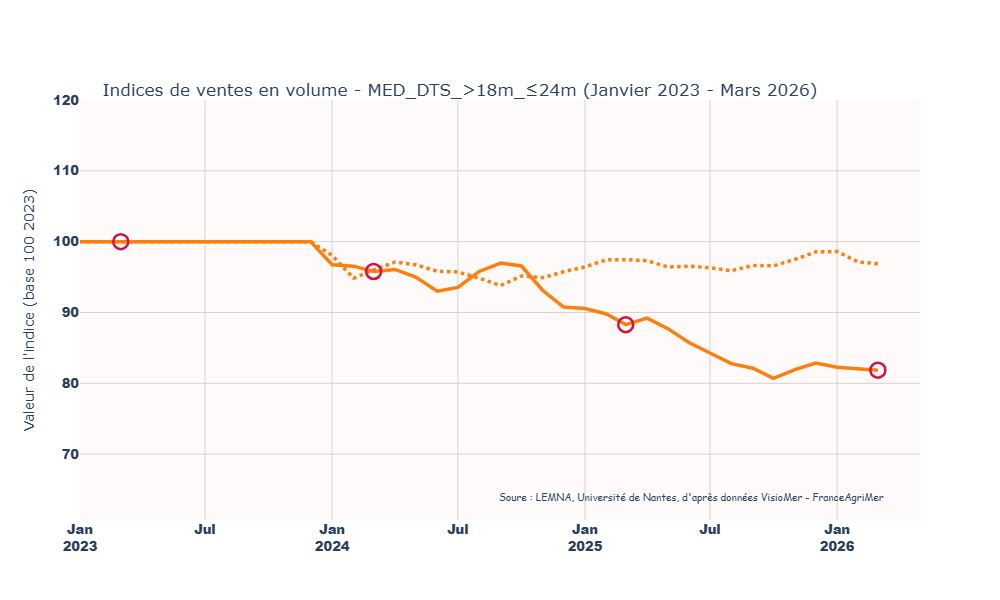 Indices de ventes en volume - MED_DTS_>18m_≤24m (Janvier 2023 - Mars 2026)
Valeur de l'indice (base 100 2023)
120
110
100
90
80
70
Soure : LEMNA, Université de Nantes, d'après données VisioMer - FranceAgriMer
Jan Jul Jan Jul Jan Jul Jan
2023 2024 2025 2026